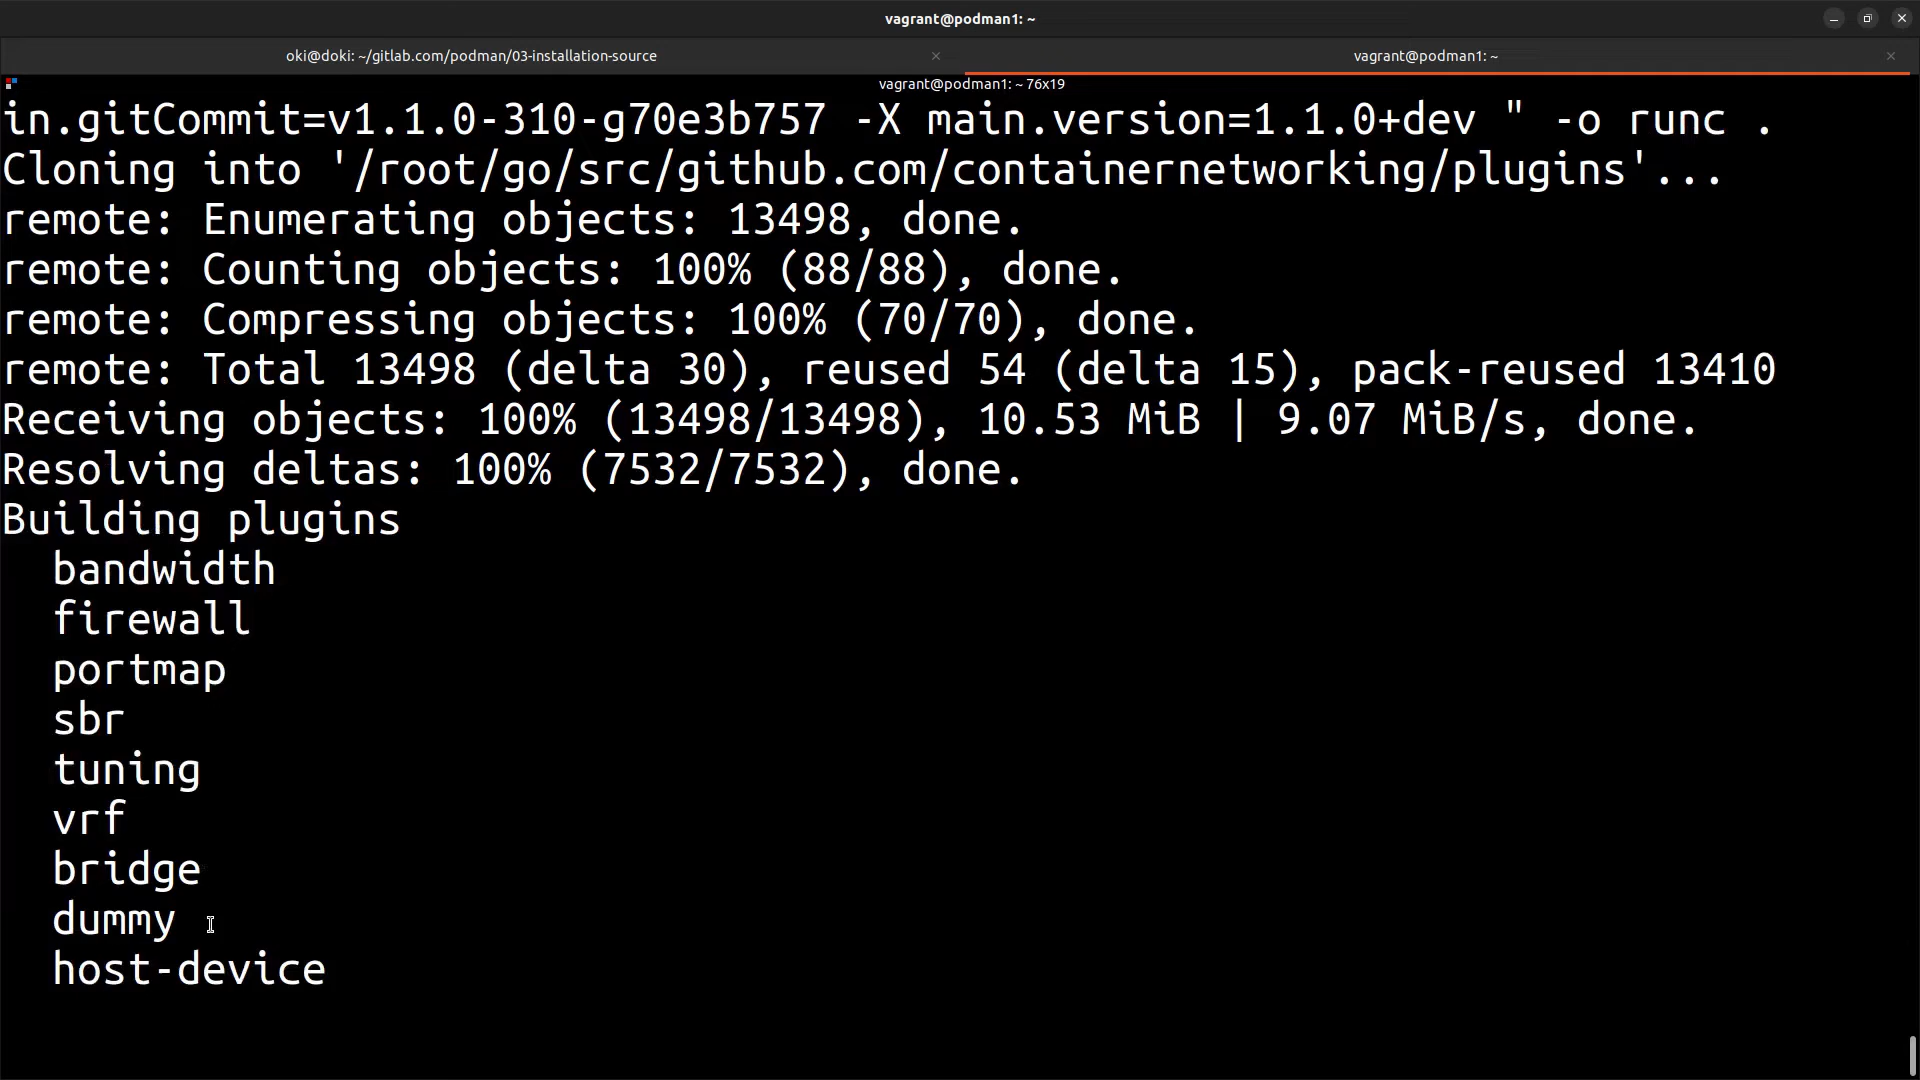 vagrant@podman1: ~
oki@doki: ~/gitlab.com/podman/03-installation-source
vagrant@podman1: ~
vagrant@podman1: ~ 76x19
in.gitCommit=v1.1.0-310-g70e3b757 -X main.version=1.1.0+dev " -o runc .
Cloning into '/root/go/src/github.com/containernetworking/plugins'...
remote: Enumerating objects: 13498, done.
remote: Counting objects: 100% (88/88), done.
remote: Compressing objects: 100% (70/70), done.
remote: Total 13498 (delta 30), reused 54 (delta 15), pack-reused 13410
Receiving objects: 100% (13498/13498), 10.53 MiB | 9.07 MiB/s, done.
Resolving deltas: 100% (7532/7532), done.
Building plugins
  bandwidth
  firewall
  portmap
  sbr
  tuning
  vrf
  bridge
  dummy
  host-device